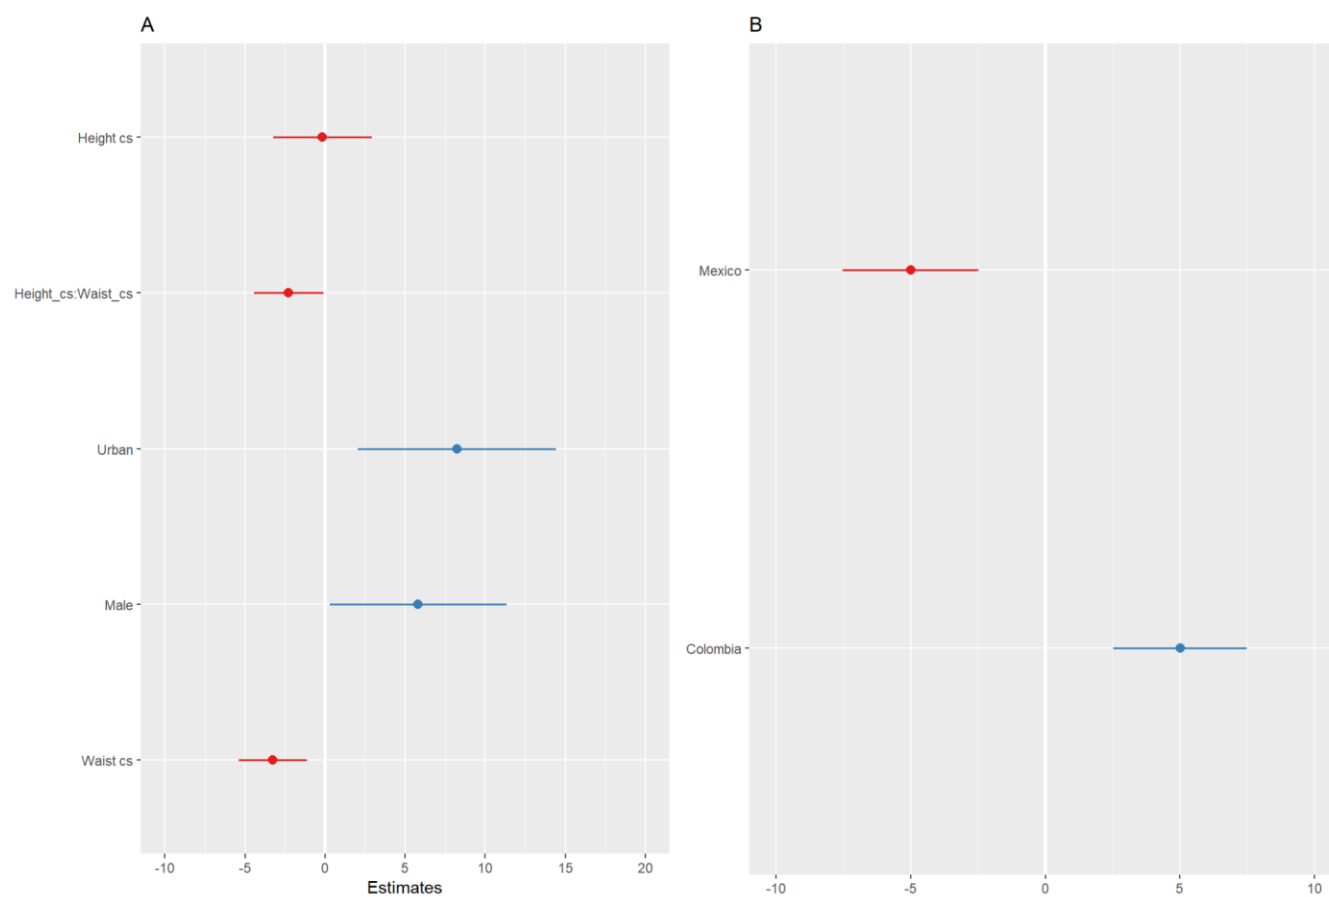 A
Height cs
Height_cs:Waist_cs
Urban
Male
Waist cs
-10 -5 0 5 10 15 20
Estimates
B
Mexico
Colombia
-10 -5 0 5 10